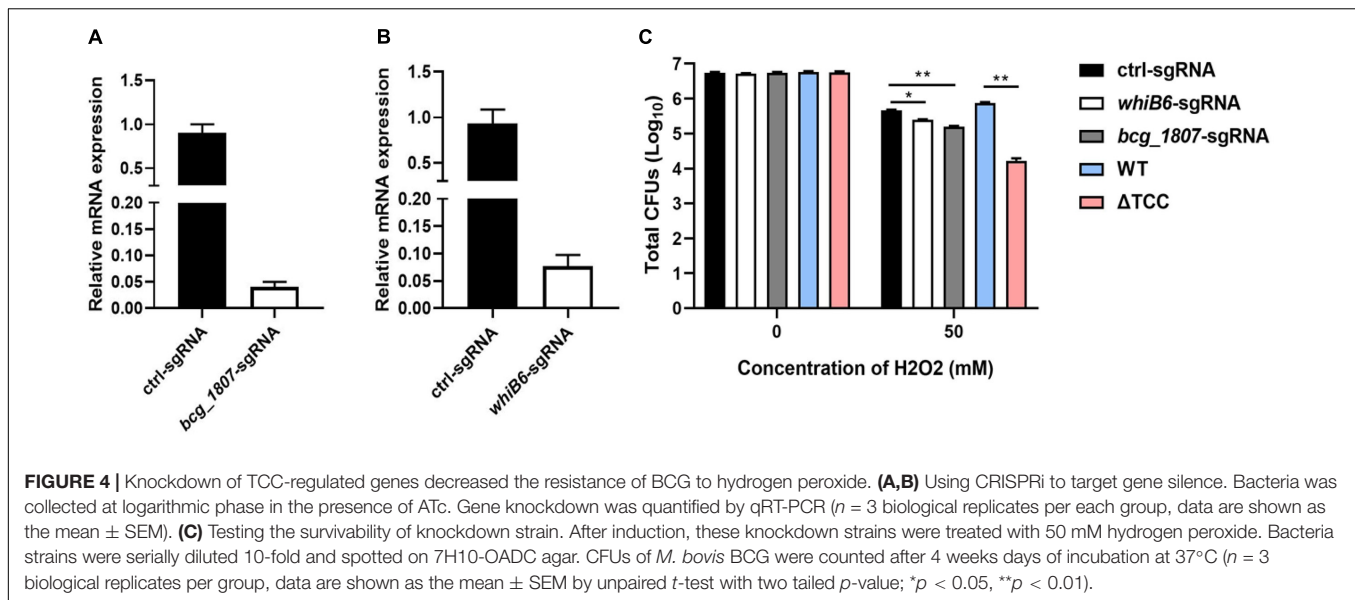 A
Relative mRNA expression
1.5
1.0
0.5
0.20
0.15
0.10
0.05
0.00
ctrl-sgRNA
bcg_1807-sgRNA
B
Relative mRNA expression
1.5
1.0
0.5
0.20
0.15
0.10
0.05
0.00
ctrl-sgRNA
whiB6-sgRNA
C
Total CFUs (Log10)
7
6
5
4
3
2
1
0
**
*
**
0
50
Concentration of H2O2 (mM)
ctrl-sgRNA
whiB6-sgRNA
bcg_1807-sgRNA
WT
ΔTCC
FIGURE 4 | Knockdown of TCC-regulated genes decreased the resistance of BCG to hydrogen peroxide. (A,B) Using CRISPRi to target gene silence. Bacteria was
collected at logarithmic phase in the presence of ATc. Gene knockdown was quantified by qRT-PCR (n = 3 biological replicates per each group, data are shown as
the mean ± SEM). (C) Testing the survivability of knockdown strain. After induction, these knockdown strains were treated with 50 mM hydrogen peroxide. Bacteria
strains were serially diluted 10-fold and spotted on 7H10-OADC agar. CFUs of M. bovis BCG were counted after 4 weeks days of incubation at 37°C (n = 3
biological replicates per group, data are shown as the mean ± SEM by unpaired t-test with two tailed p-value; *p < 0.05, **p < 0.01).